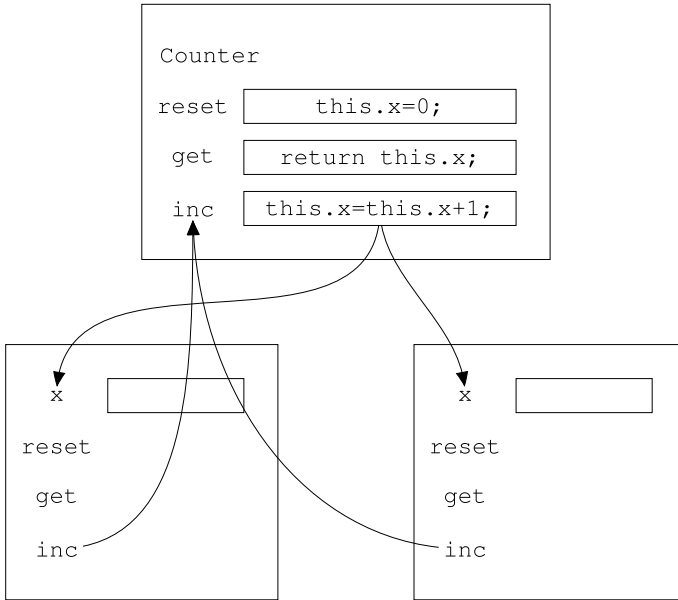 Counter
reset this.x=0;
get return this.x;
inc this.x=this.x+1;
x
reset
get
inc
x
reset
get
inc